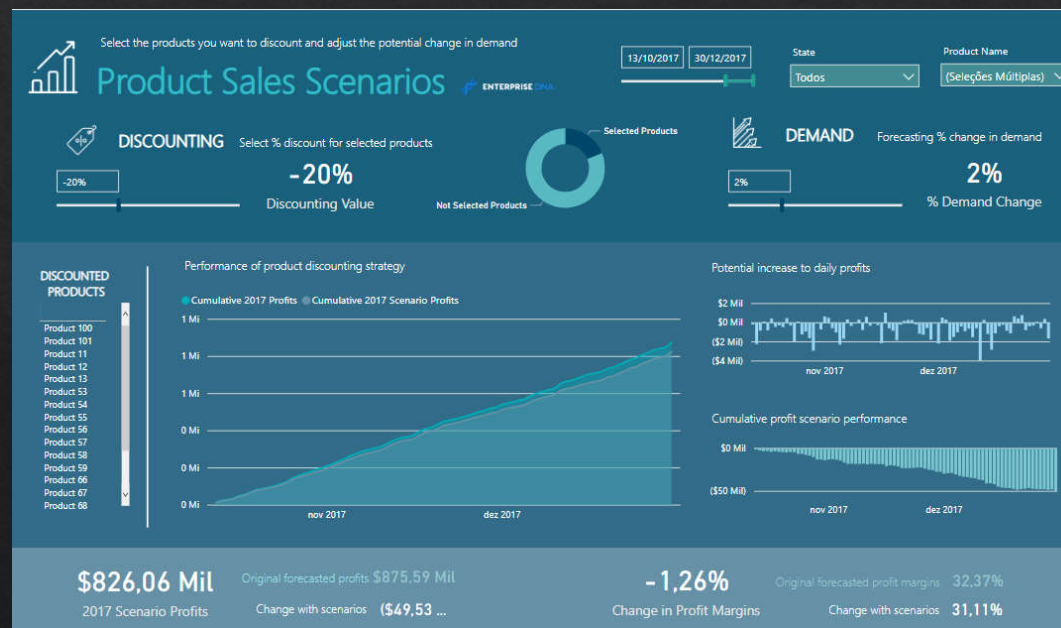 Select the products you want to discount and adjust the potential change in demand
Product Sales Scenarios
ENTERPRISE DNA
13/10/2017
30/12/2017
State
Todos
Product Name
(Seleções Múltiplas)
DISCOUNTING
Select % discount for selected products
-20%
-20%
Discounting Value
Selected Products
Not Selected Products
DEMAND
Forecasting % change in demand
2%
2%
% Demand Change
DISCOUNTED
PRODUCTS
Product 100
Product 101
Product 11
Product 12
Product 13
Product 53
Product 54
Product 55
Product 56
Product 57
Product 58
Product 59
Product 66
Product 67
Product 68
Performance of product discounting strategy
Cumulative 2017 Profits
Cumulative 2017 Scenario Profits
1 Mi
1 Mi
1 Mi
0 Mi
0 Mi
0 Mi
nov 2017
dez 2017
Potential increase to daily profits
$2 Mil
$0 Mil
($2 Mil)
($4 Mil)
nov 2017
dez 2017
Cumulative profit scenario performance
$0 Mil
($50 Mil)
nov 2017
dez 2017
$826,06 Mil
2017 Scenario Profits
Original forecasted profits $875,59 Mil
Change with scenarios ($49,53 ...
-1,26%
Change in Profit Margins
Original forecasted profit margins 32,37%
Change with scenarios 31,11%